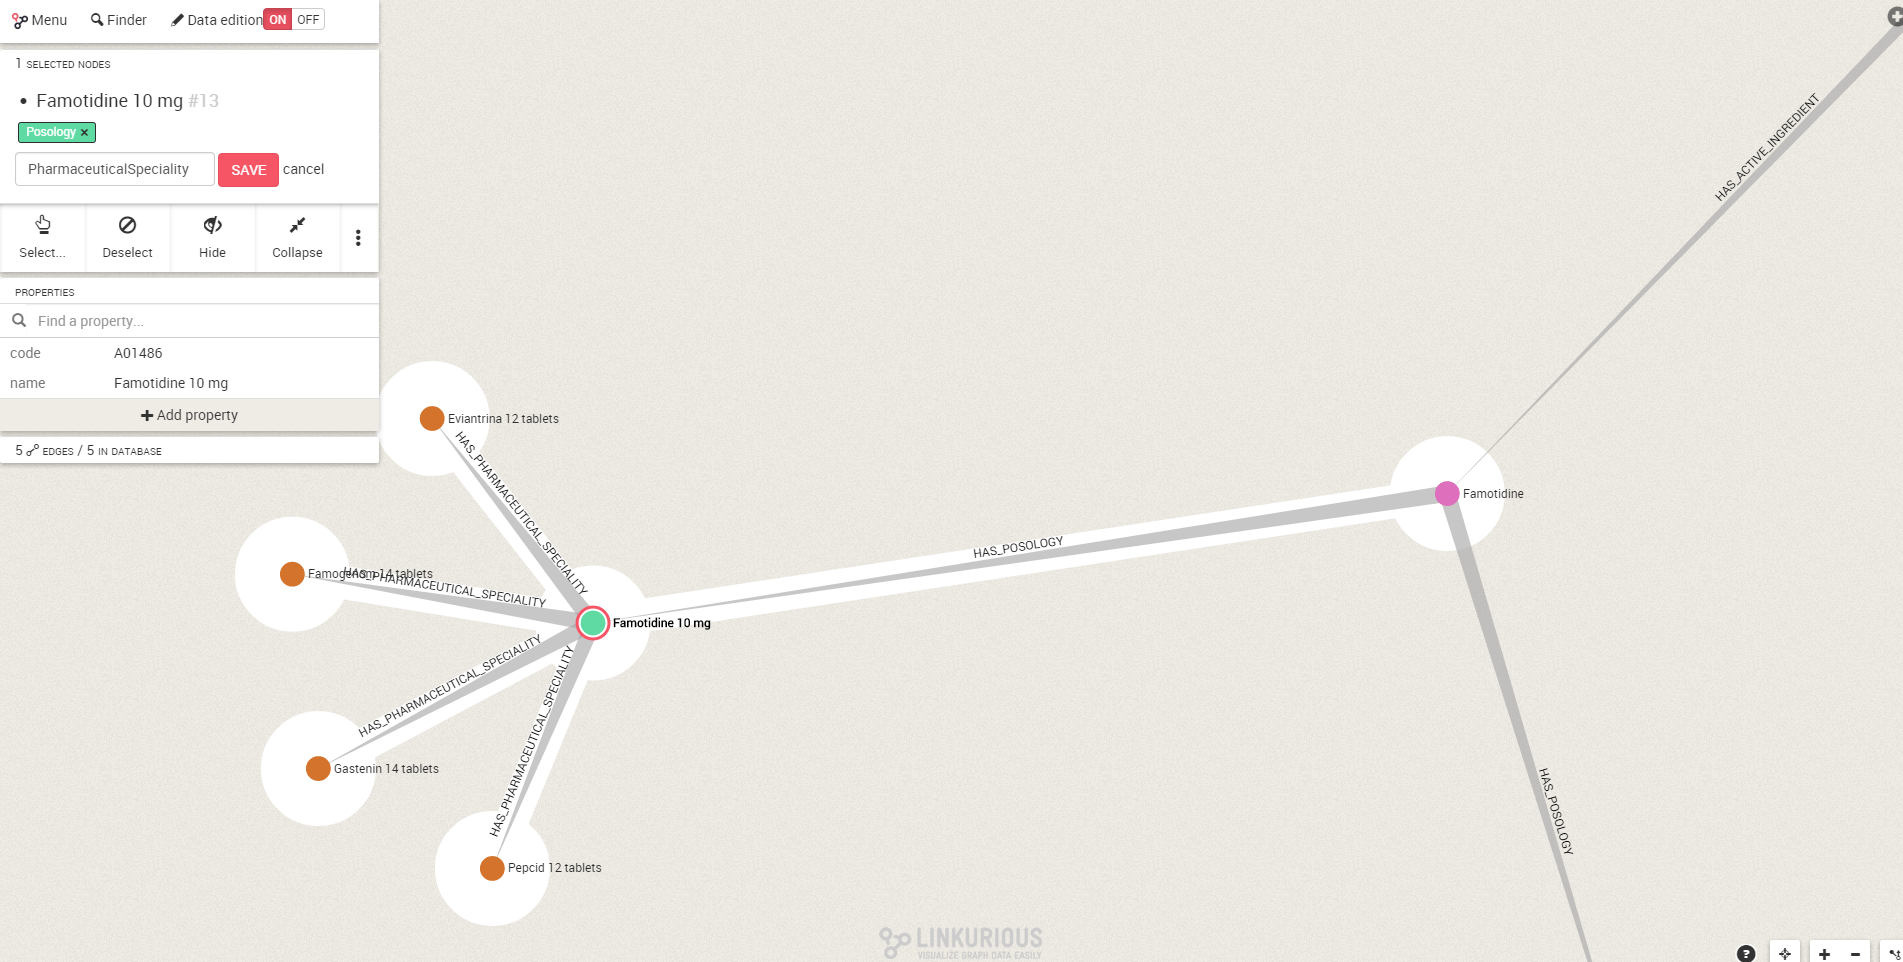 Menu
Finder
Data edition
ON
OFF
1 SELECTED NODES
• Famotidine 10 mg #13
Posology ×
PharmaceuticalSpeciality
SAVE
cancel
Select...
Deselect
Hide
Collapse
PROPERTIES
Find a property...
code A01486
name Famotidine 10 mg
+ Add property
5 EDGES / 5 IN DATABASE
HAS_ACTIVE_INGREDIENT
Eviantrina 12 tablets
HAS_PHARMACEUTICAL_SPECIALITY
Famotidine
HAS_POSOLOGY
14 tablets
HAS_PHARMACEUTICAL_SPECIALITY
Famotidine 10 mg
HAS_PHARMACEUTICAL_SPECIALITY
Gastenin 14 tablets
HAS_PHARMACEUTICAL_SPECIALITY
HAS_POSOLOGY
Pepcid 12 tablets
LINKURIOUS
VISUALIZE GRAPH DATA EASILY
?